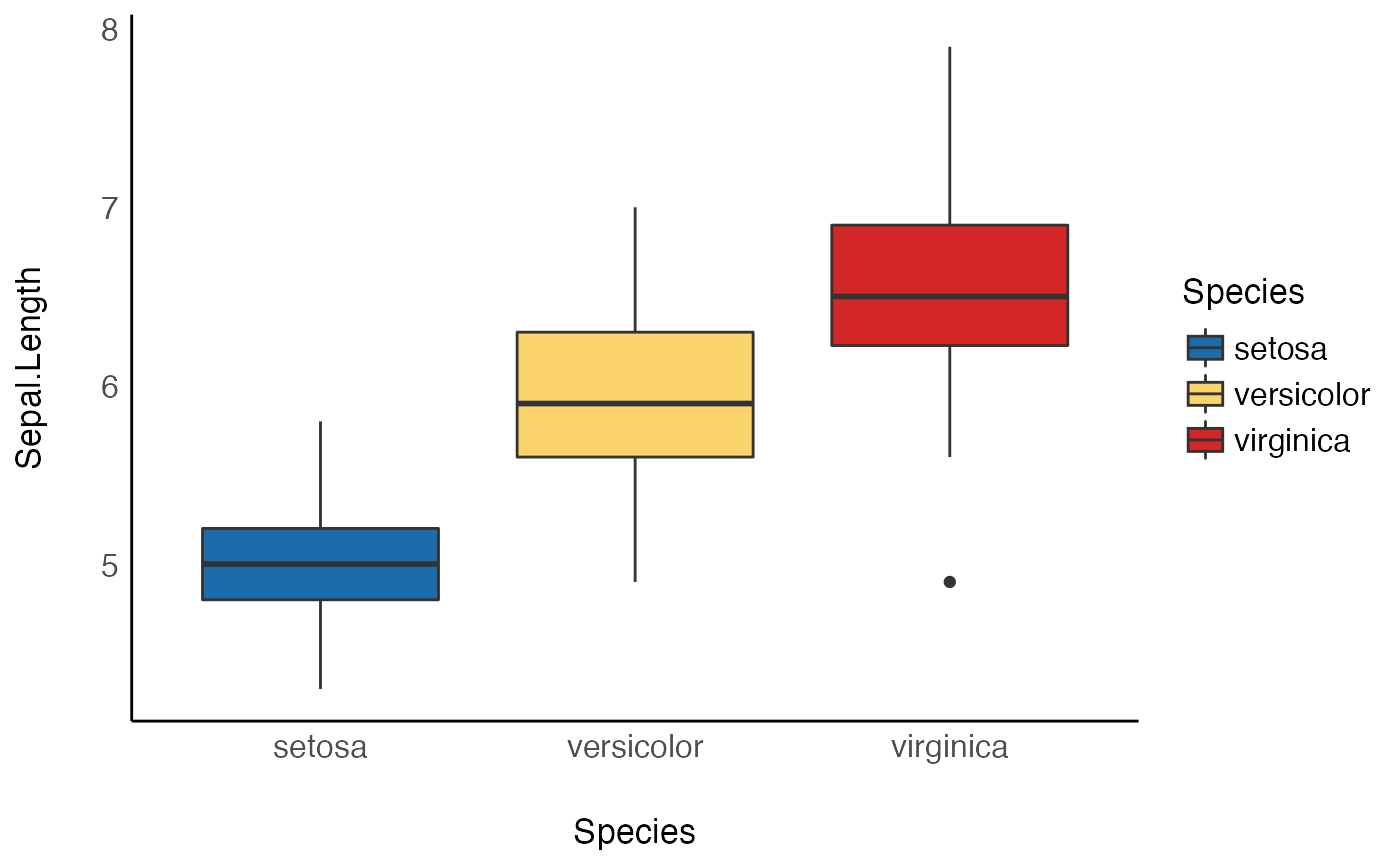 8
7
6
5
Sepal.Length
setosa
versicolor
virginica
Species
Species
setosa
versicolor
virginica